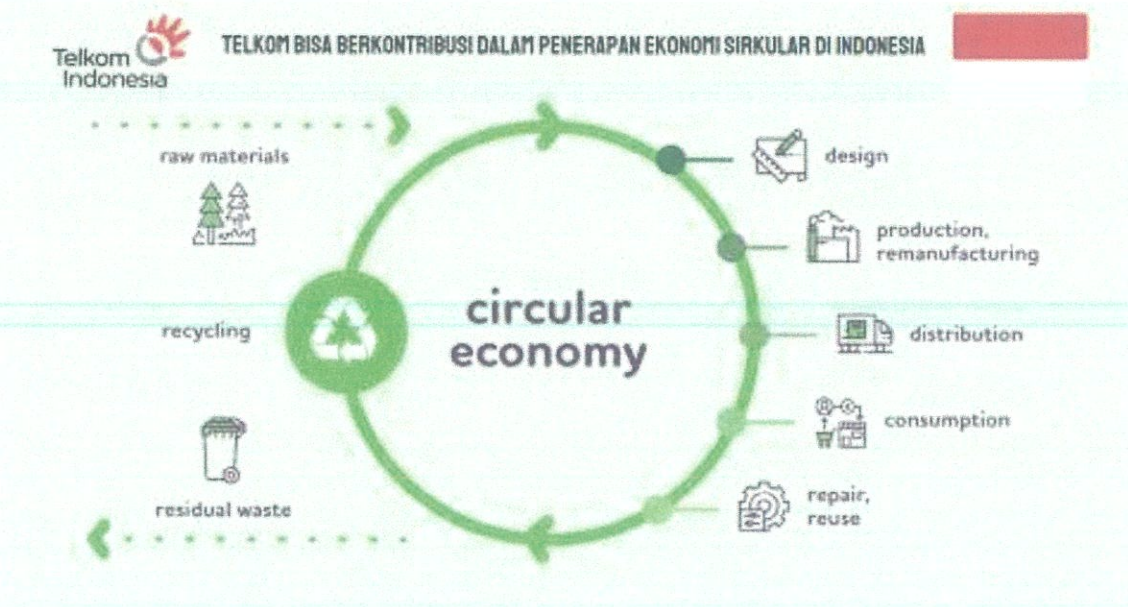 Telkom
Indonesia
TELKOM BISA BERKONTRIBUSI DALAM PENERAPAN EKONOMI SIRKULAR DI INDONESIA
raw materials
design
production,
remanufacturing
recycling
circular
economy
distribution
consumption
residual waste
repair,
reuse